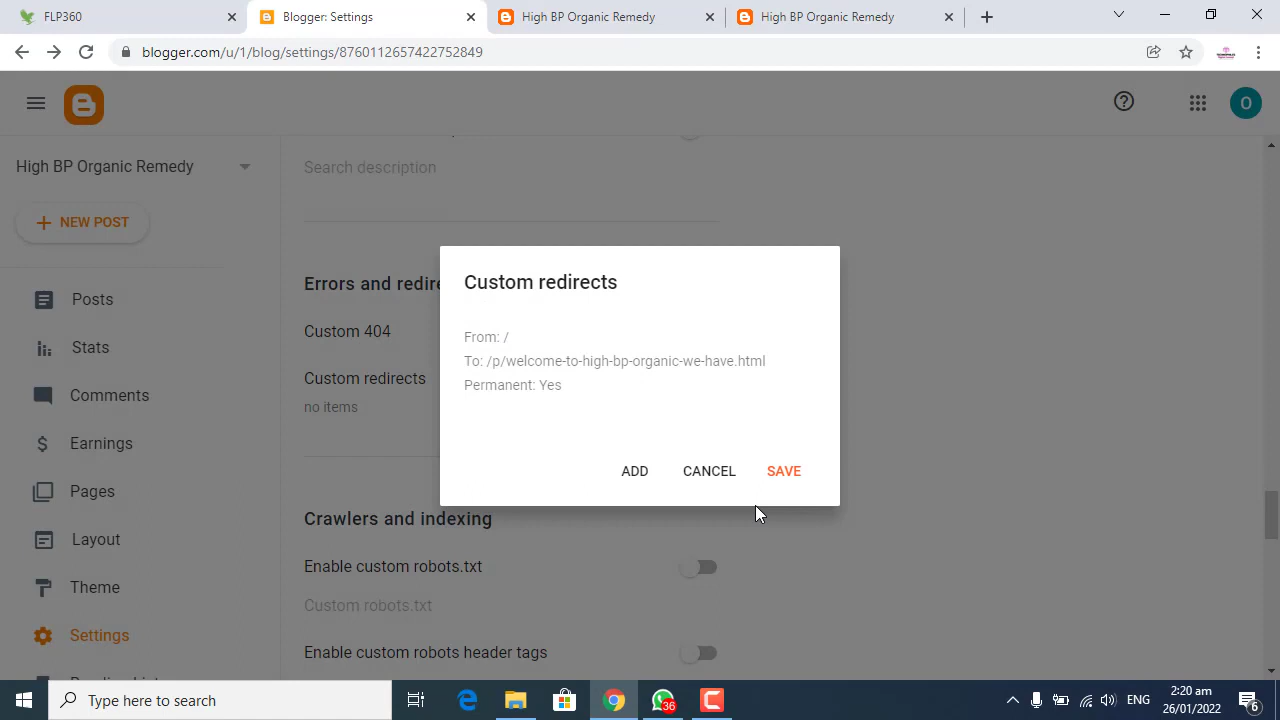 FLP360
Blogger: Settings
High BP Organic Remedy
High BP Organic Remedy
blogger.com/u/1/blog/settings/8760112657422752849
O
High BP Organic Remedy
NEW POST
Posts
Stats
Comments
Earnings
Pages
Layout
Theme
Settings
Search description
Errors and redire
Custom 404
Custom redirects
no items
Custom redirects
From: /
To: /p/welcome-to-high-bp-organic-we-have.html
Permanent: Yes
ADD
CANCEL
SAVE
Crawlers and indexing
Enable custom robots.txt
Custom robots.txt
Enable custom robots header tags
Type here to search
36
ENG
2:20 am
26/01/2022
6